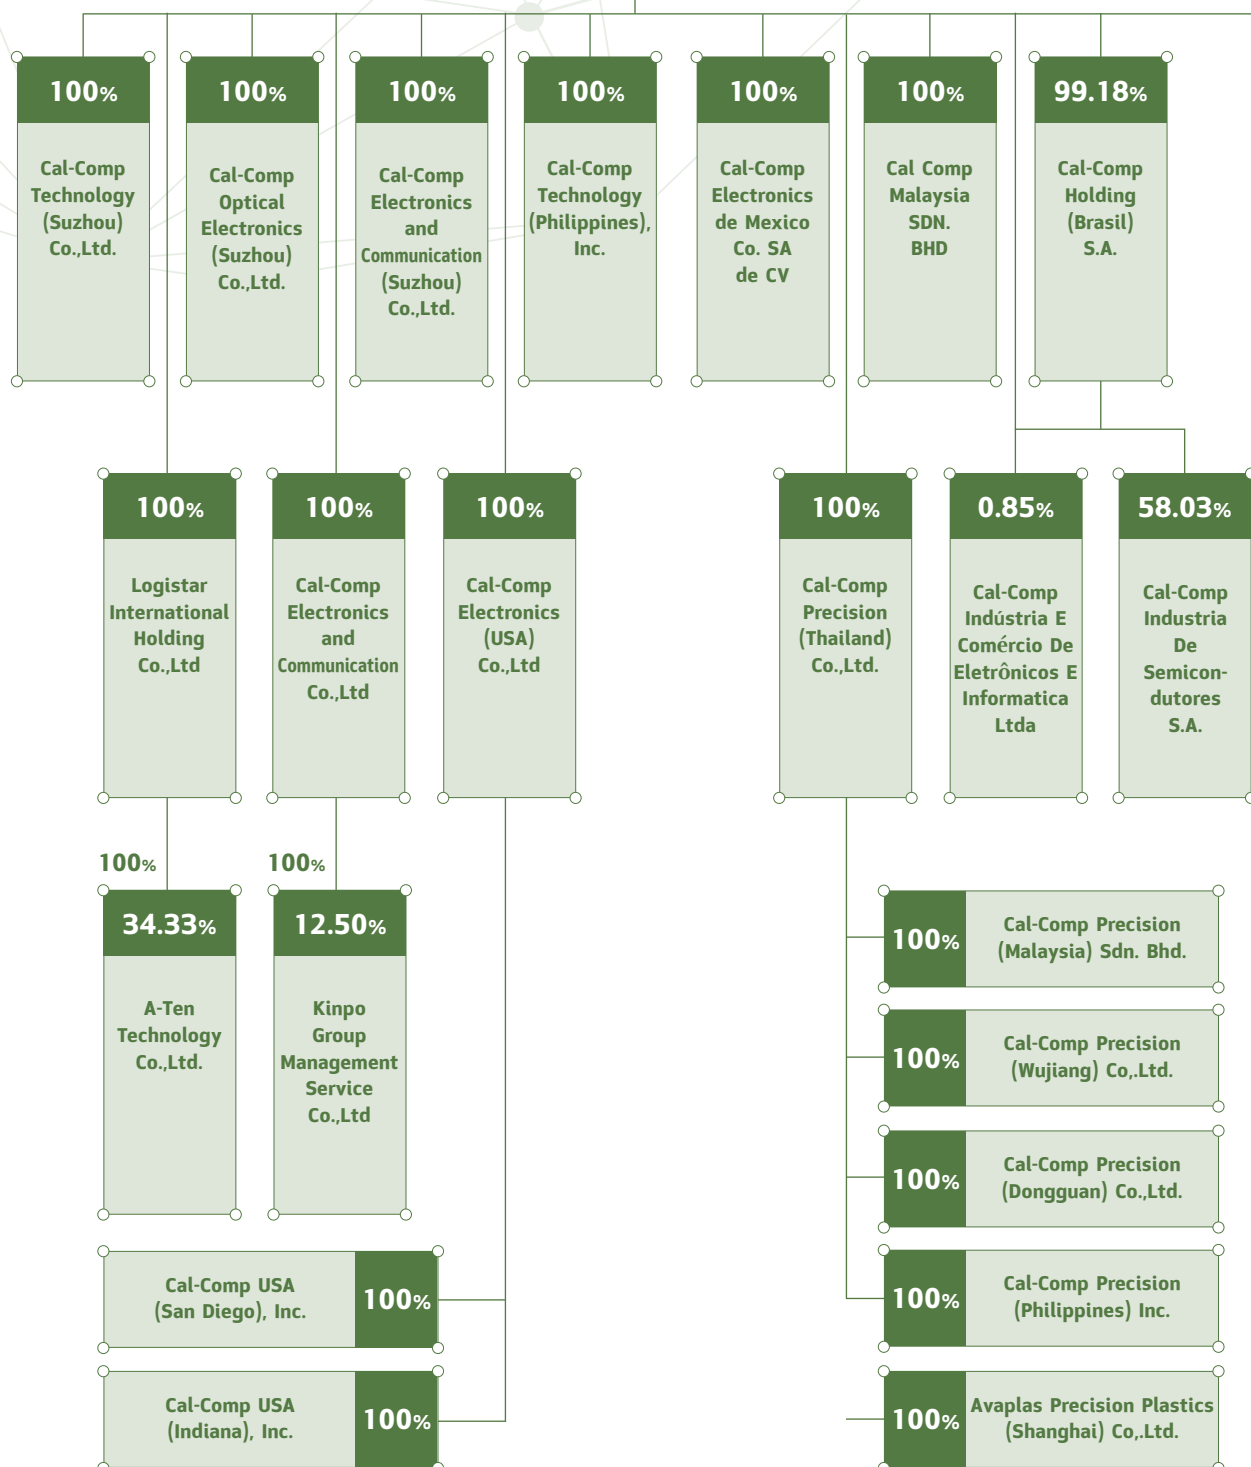 100%
Cal-Comp
Technology
(Suzhou)
Co.,Ltd.
100%
Cal-Comp
Optical
Electronics
(Suzhou)
Co.,Ltd.
100%
Cal-Comp
Electronics
and
Communication
(Suzhou)
Co.,Ltd.
100%
Cal-Comp
Technology
(Philippines),
Inc.
100%
Cal-Comp
Electronics
de Mexico
Co. SA
de CV
100%
Cal Comp
Malaysia
SDN.
BHD
99.18%
Cal-Comp
Holding
(Brasil)
S.A.
100%
Logistar
International
Holding
Co.,Ltd
100%
Cal-Comp
Electronics
and
Communication
Co.,Ltd
100%
Cal-Comp
Electronics
(USA)
Co.,Ltd
100%
Cal-Comp
Precision
(Thailand)
Co.,Ltd.
0.85%
Cal-Comp
Indústria E
Comércio De
Eletrônicos E
Informatica
Ltda
58.03%
Cal-Comp
Industria
De
Semicon-
dutores
S.A.
100%
34.33%
A-Ten
Technology
Co.,Ltd.
100%
12.50%
Kinpo
Group
Management
Service
Co.,Ltd
Cal-Comp USA
(San Diego), Inc.
100%
Cal-Comp USA
(Indiana), Inc.
100%
100%
Cal-Comp Precision
(Malaysia) Sdn. Bhd.
100%
Cal-Comp Precision
(Wujiang) Co,.Ltd.
100%
Cal-Comp Precision
(Dongguan) Co.,Ltd.
100%
Cal-Comp Precision
(Philippines) Inc.
100%
Avaplas Precision Plastics
(Shanghai) Co,.Ltd.